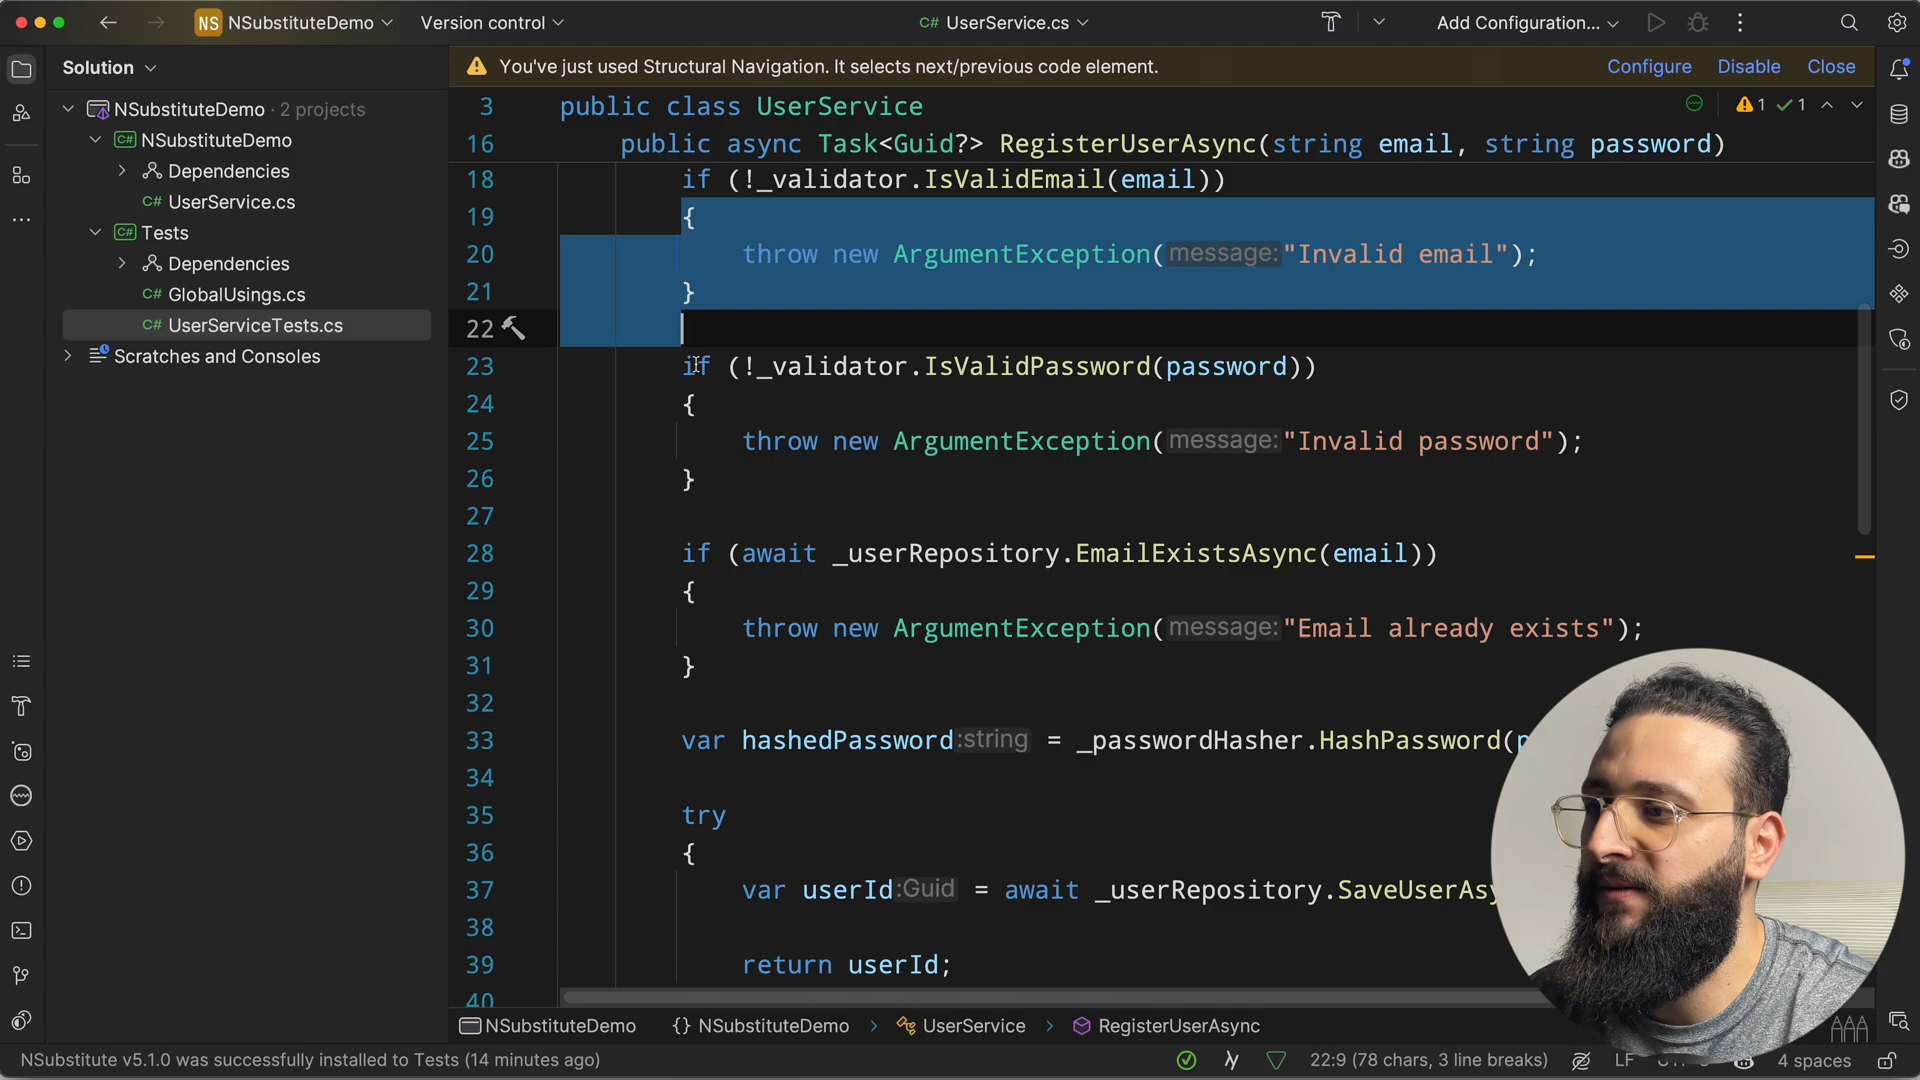 NS NSubstituteDemo
Version control
C# UserService.cs
Add Configuration...
Solution
You've just used Structural Navigation. It selects next/previous code element.
Configure
Disable
Close
NSubstituteDemo · 2 projects
C# NSubstituteDemo
Dependencies
C# UserService.cs
C# Tests
Dependencies
C# GlobalUsings.cs
C# UserServiceTests.cs
Scratches and Consoles
3 public class UserService
1 1
16 public async Task<Guid?> RegisterUserAsync(string email, string password)
18 if (!_validator.IsValidEmail(email))
19 {
20 throw new ArgumentException(message:"Invalid email");
21 }
22
23 if (!_validator.IsValidPassword(password))
24 {
25 throw new ArgumentException(message:"Invalid password");
26 }
27
28 if (await _userRepository.EmailExistsAsync(email))
29 {
30 throw new ArgumentException(message:"Email already exists");
31 }
32
33 var hashedPassword:string = _passwordHasher.HashPassword(
34
35 try
36 {
37 var userId:Guid = await _userRepository.SaveUserAsy
38
39 return userId;
40
NSubstituteDemo
{} NSubstituteDemo › UserService › RegisterUserAsync
NSubstitute v5.1.0 was successfully installed to Tests (14 minutes ago)
22:9 (78 chars, 3 line breaks)
LF
4 spaces